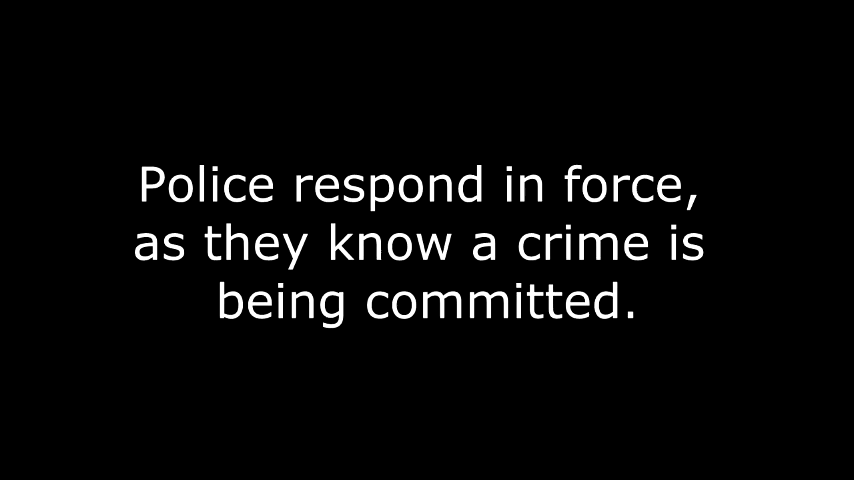 Police respond in force,
as they know a crime is
being committed.